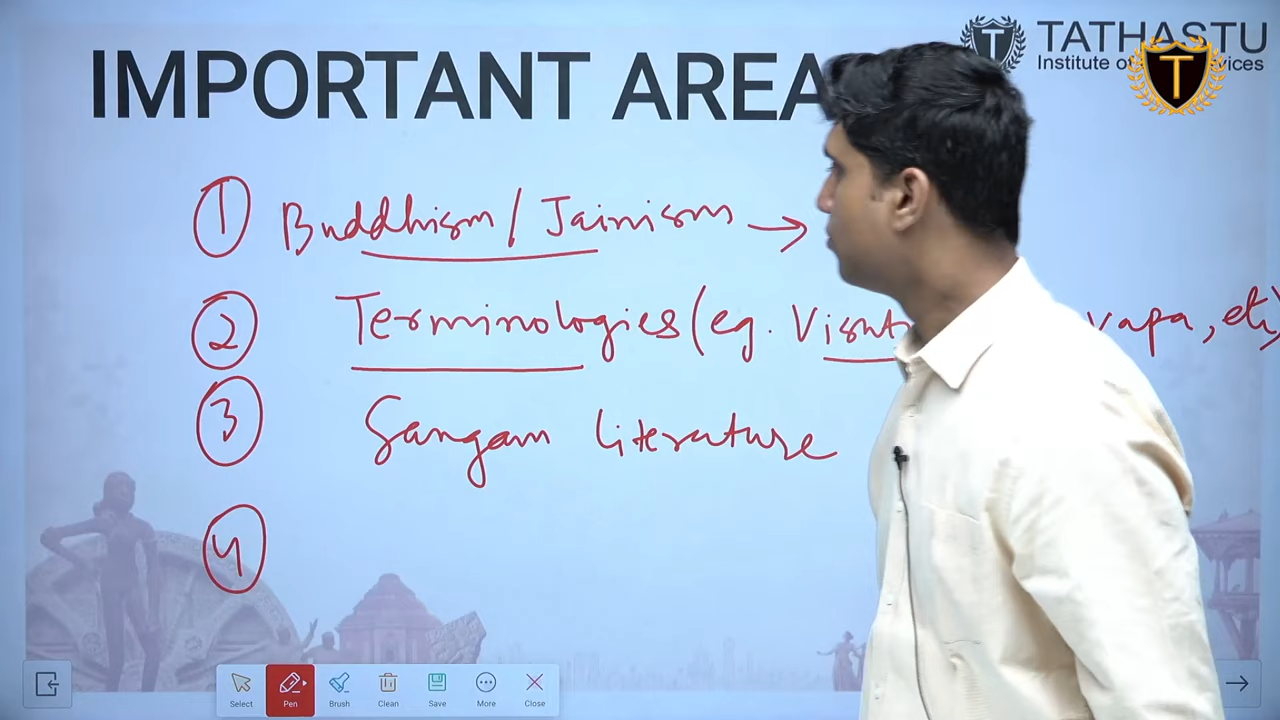 IMPORTANT AREA
TATHASTU
Institute of
vices
T
T
1 Buddhism / Jainism →
2 Terminologies (eg. Visht vapa, etc)
3 Sangam literature
4
Select
Pen
Brush
Clean
Save
More
Close